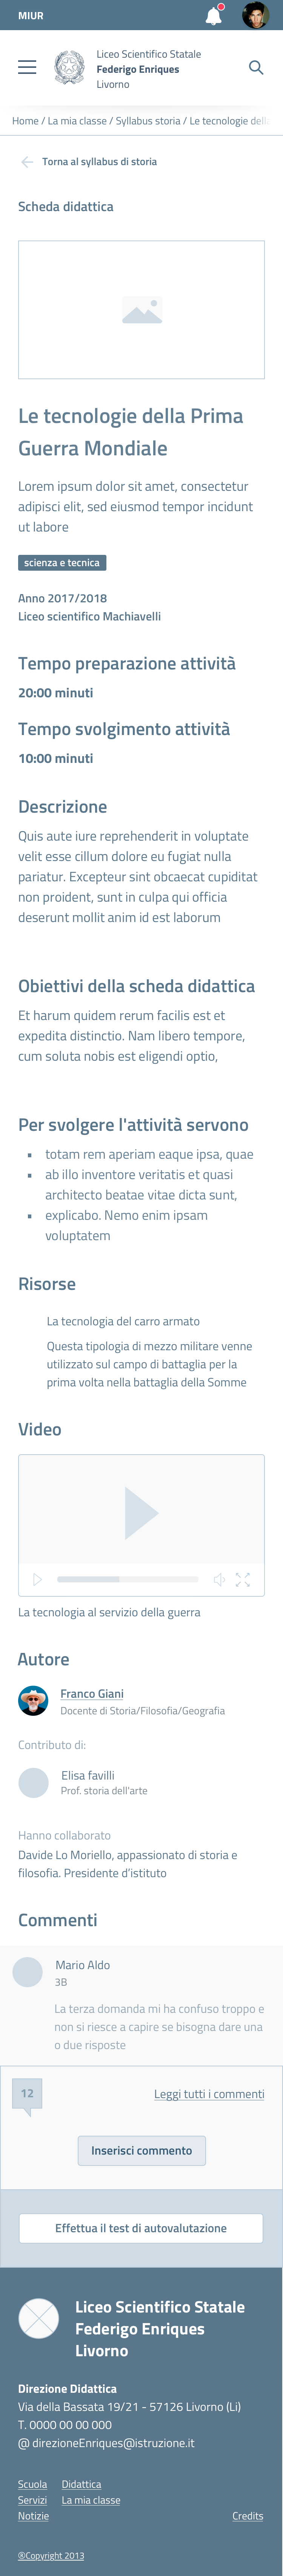 MIUR
Liceo Scientifico Statale
Federigo Enriques
Livorno
Home / La mia classe / Syllabus storia / Le tecnologie dell
Torna al syllabus di storia
Scheda didattica
Le tecnologie della Prima
Guerra Mondiale
Lorem ipsum dolor sit amet, consectetur
adipisci elit, sed eiusmod tempor incidunt
ut labore
scienza e tecnica
Anno 2017/2018
Liceo scientifico Machiavelli
Tempo preparazione attività
20:00 minuti
Tempo svolgimento attività
10:00 minuti
Descrizione
Quis aute iure reprehenderit in voluptate
velit esse cillum dolore eu fugiat nulla
pariatur. Excepteur sint obcaecat cupiditat
non proident, sunt in culpa qui officia
deserunt mollit anim id est laborum
Obiettivi della scheda didattica
Et harum quidem rerum facilis est et
expedita distinctio. Nam libero tempore,
cum soluta nobis est eligendi optio,
Per svolgere l'attività servono
totam rem aperiam eaque ipsa, quae
ab illo inventore veritatis et quasi
architecto beatae vitae dicta sunt,
explicabo. Nemo enim ipsam
voluptatem
Risorse
La tecnologia del carro armato
Questa tipologia di mezzo militare venne
utilizzato sul campo di battaglia per la
prima volta nella battaglia della Somme
Video
La tecnologia al servizio della guerra
Autore
Franco Giani
Docente di Storia/Filosofia/Geografia
Contributo di:
Elisa favilli
Prof. storia dell'arte
Hanno collaborato
Davide Lo Moriello, appassionato di storia e
filosofia. Presidente d'istituto
Commenti
Mario Aldo
3B
La terza domanda mi ha confuso troppo e
non si riesce a capire se bisogna dare una
o due risposte
12
Leggi tutti i commenti
Inserisci commento
Effettua il test di autovalutazione
Liceo Scientifico Statale
Federigo Enriques
Livorno
Direzione Didattica
Via della Bassata 19/21 - 57126 Livorno (Li)
T. 0000 00 00 000
@ direzioneEnriques@istruzione.it
Scuola Didattica
Servizi La mia classe
Notizie Credits
®Copyright 2013